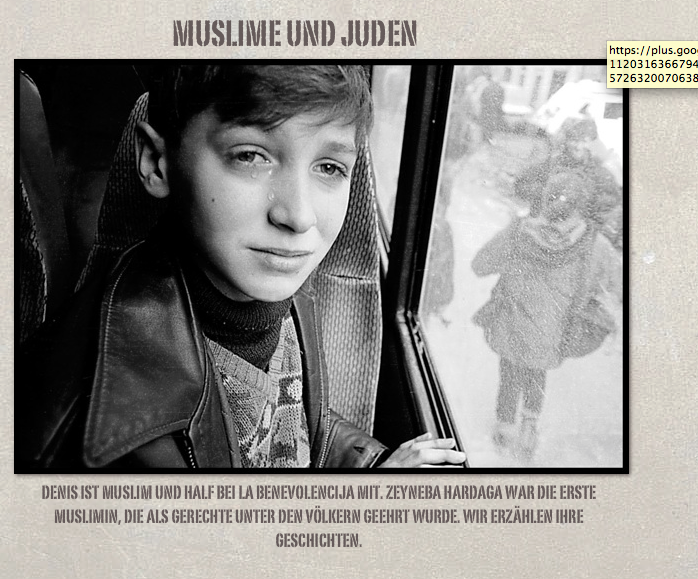 MUSLIME UND JUDEN
https://plus.goo
1120316366794
5726320070638
DENIS IST MUSLIM UND HALF BEI LA BENEVOLENCIJA MIT. ZEYNEBA HARDAGA WAR DIE ERSTE
MUSLIMIN, DIE ALS GERECHTE UNTER DEN VÖLKERN GEEHRT WURDE. WIR ERZÄHLEN IHRE
GESCHICHTEN.